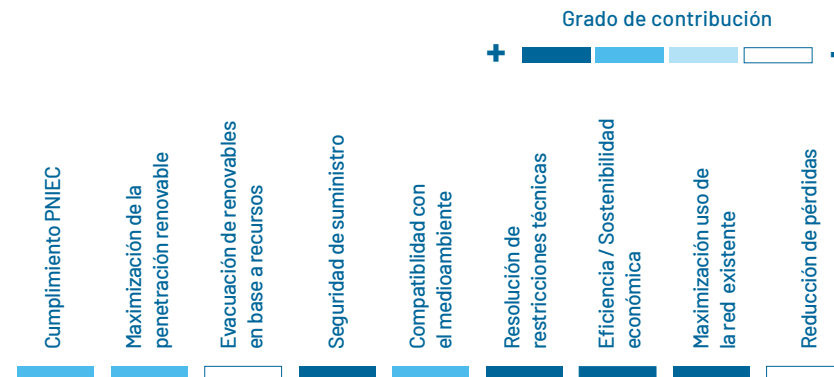 Grado de contribución
+ -
Cumplimiento PNIEC
Maximización de la
penetración renovable
Evacuación de renovables
en base a recursos
Seguridad de suministro
Compatiblidad con
el medioambiente
Resolución de
restricciones técnicas
Eficiencia / Sostenibilidad
económica
Maximización uso de
la red existente
Reducción de pérdidas